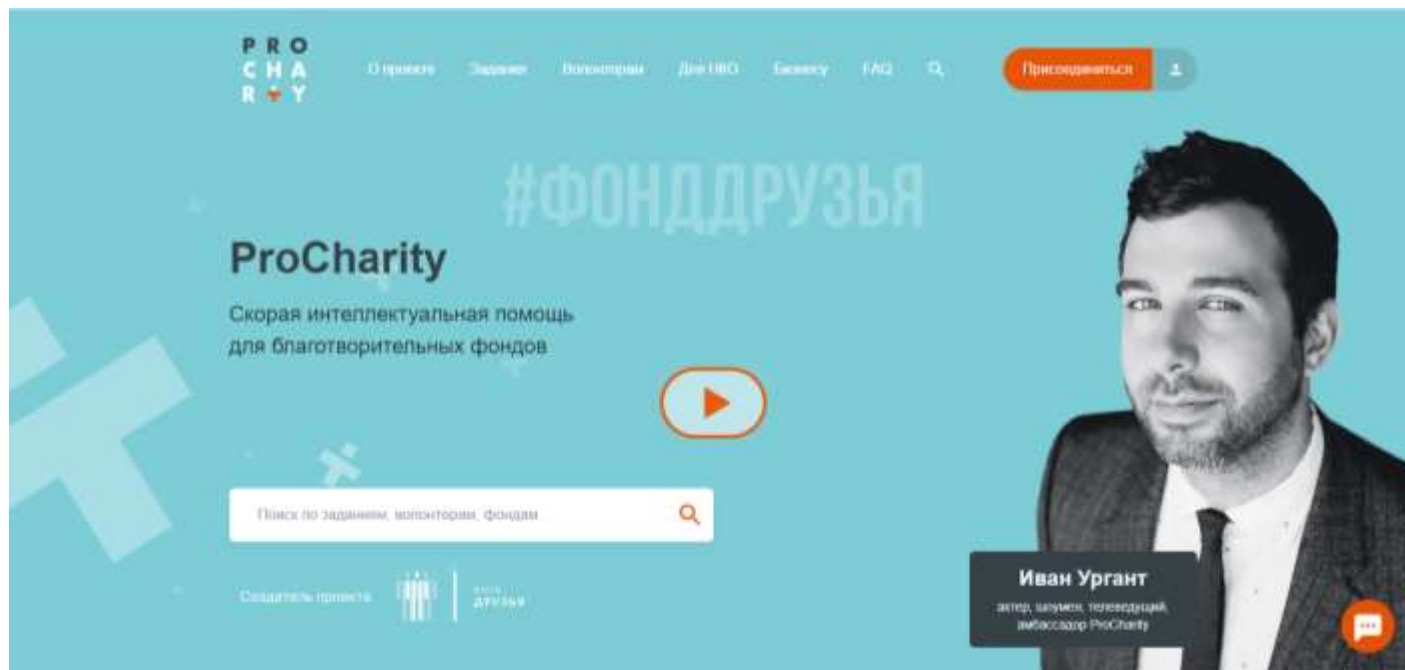 PRO
CHA
R Y
О проекте Задания Волонтерам Для НКО Бизнесу FAQ
Присоединиться
#ФОНДДРУЗЬЯ
ProCharity
Скорая интеллектуальная помощь
для благотворительных фондов
Поиск по заданиям, волонтерам, фондам
Создатель проекта
ДРУЗЬЯ
Иван Ургант
актер, шоумен, телеведущий,
амбассадор ProCharity